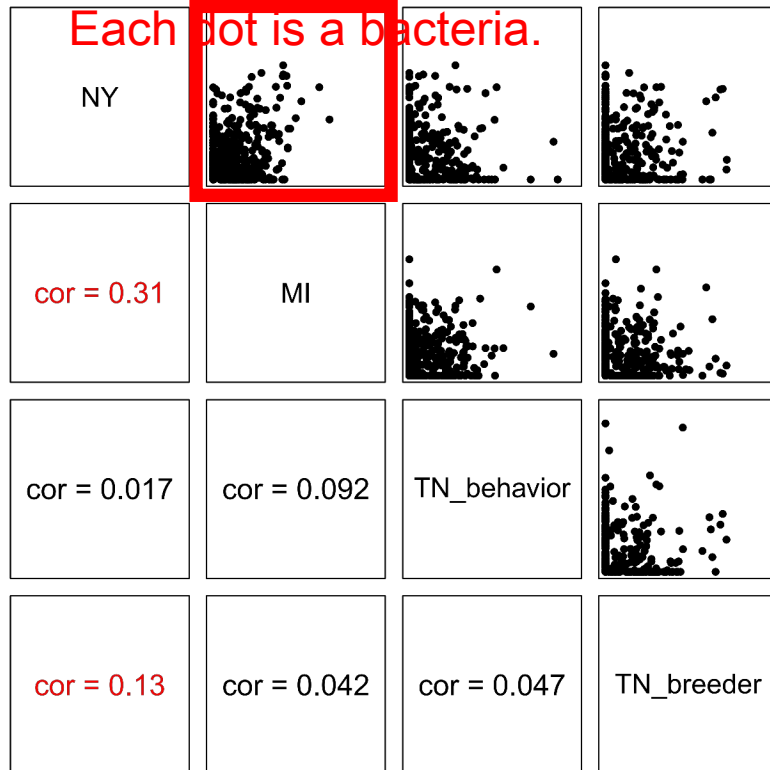 Each dot is a bacteria.
NY
cor = 0.31
MI
cor = 0.017
cor = 0.092
TN_behavior
cor = 0.13
cor = 0.042
cor = 0.047
TN_breeder